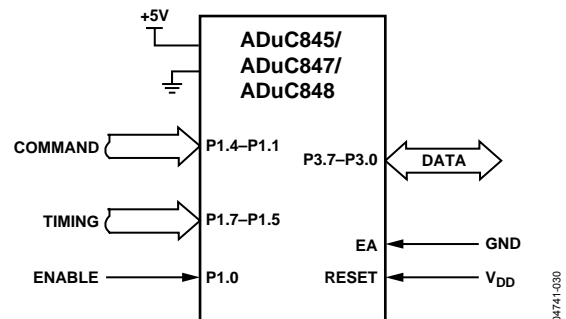 +5V
ADuC845/
ADuC847/
ADuC848
COMMAND
P1.4–P1.1
P3.7–P3.0
DATA
TIMING
P1.7–P1.5
EA
GND
ENABLE
P1.0
RESET
VDD
04741-030